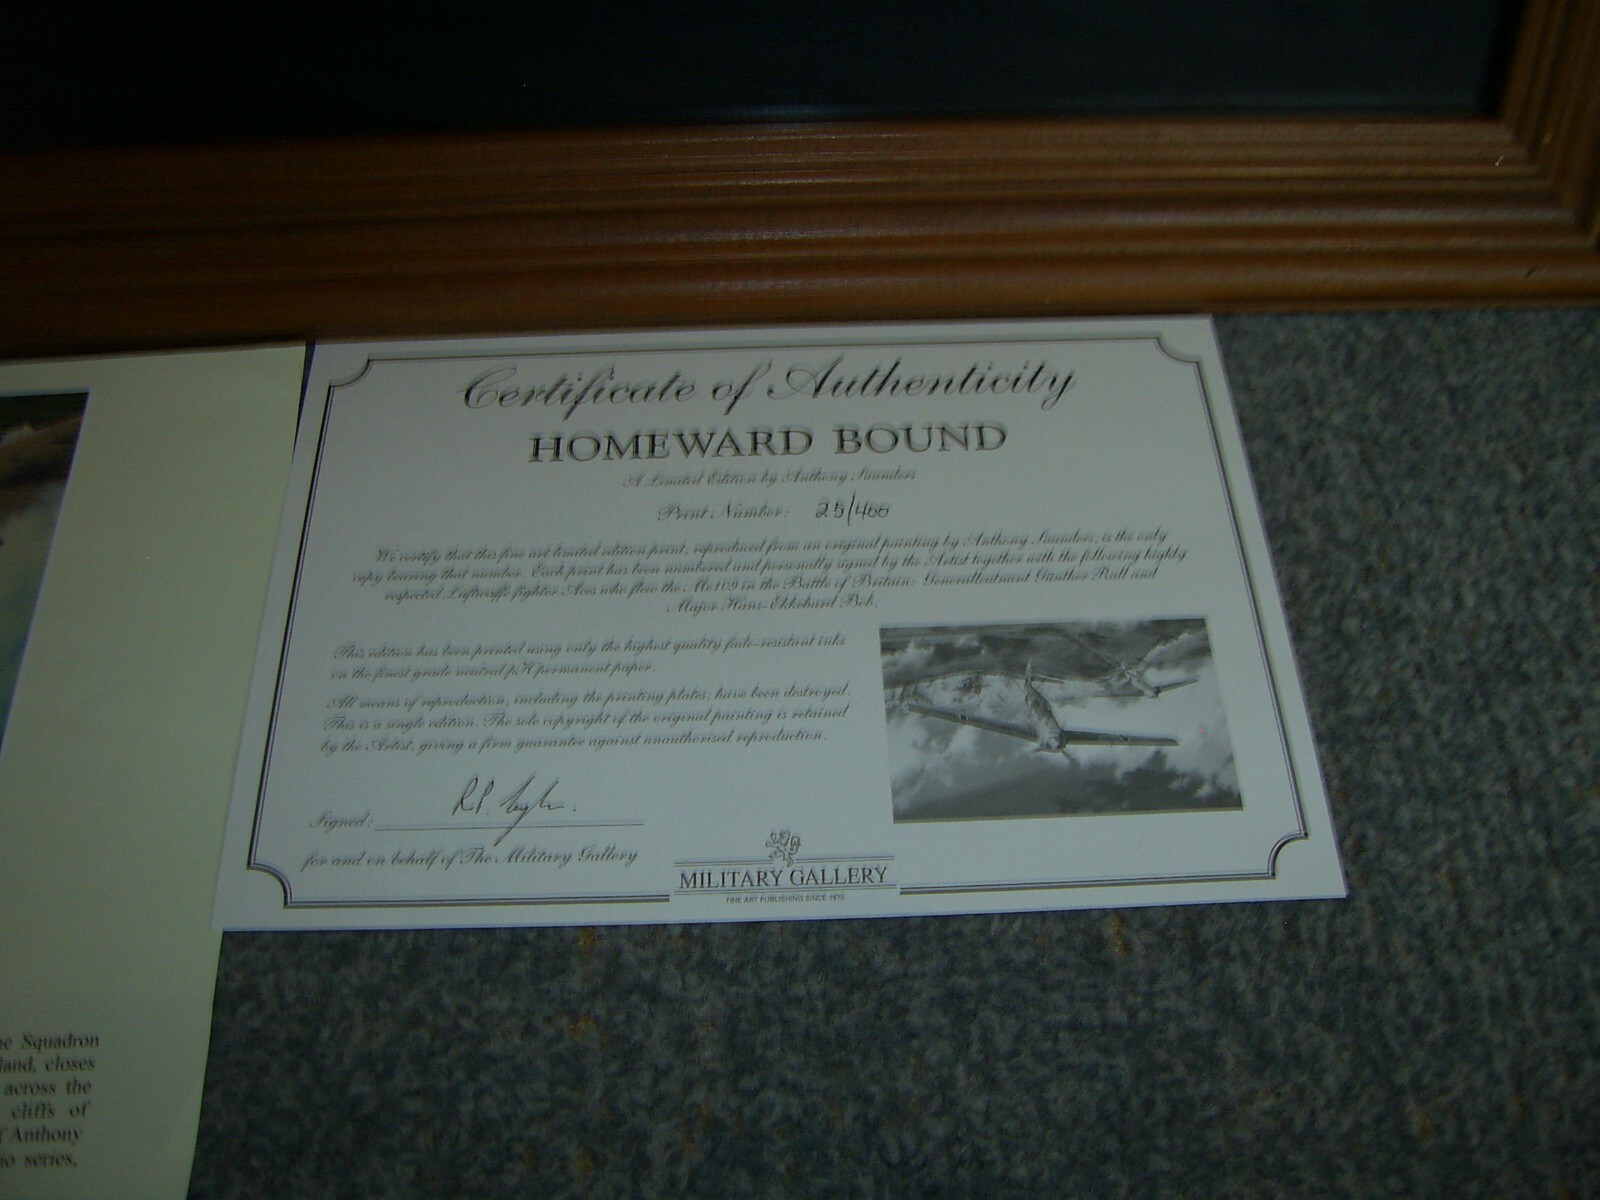 Certificate of Authenticity
HOMEWARD BOUND
A Limited Edition by Anthony Saunders
Print Number: 25/400
We certify that this fine art limited edition print, reproduced from an original painting by Anthony Saunders, is the only
copy bearing that number. Each print has been numbered and personally signed by the Artist together with the following highly
respected Luftwaffe fighter Aces who flew the Me109 in the Battle of Britain: Generalleutnant Günther Rall and
Major Hans-Ekkehard Bob.
This edition has been printed using only the highest quality fade-resistant inks
on the finest grade neutral pH permanent paper.
All means of reproduction, including the printing plates, have been destroyed.
This is a single edition. The sole copyright of the original painting is retained
by the Artist, giving a firm guarantee against unauthorised reproduction.
Signed:
for and on behalf of The Military Gallery
MILITARY GALLERY
FINE ART PUBLISHING SINCE
Squadron
closes
across the
cliffs of
Anthony
series,